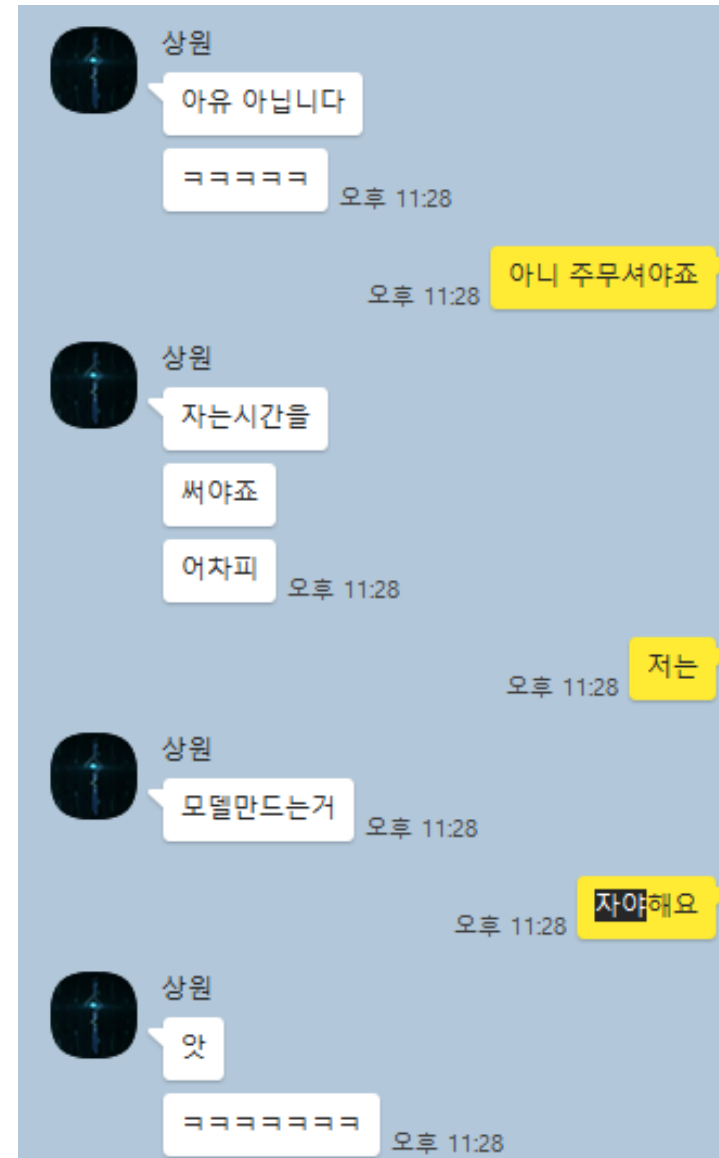 상원
아유 아닙니다
ㅋㅋㅋㅋㅋ
오후 11:28
아니 주무셔야죠
오후 11:28
상원
자는시간을
써야죠
어차피
오후 11:28
저는
오후 11:28
상원
모델만드는거
오후 11:28
자야해요
오후 11:28
상원
앗
ㅋㅋㅋㅋㅋㅋㅋ
오후 11:28